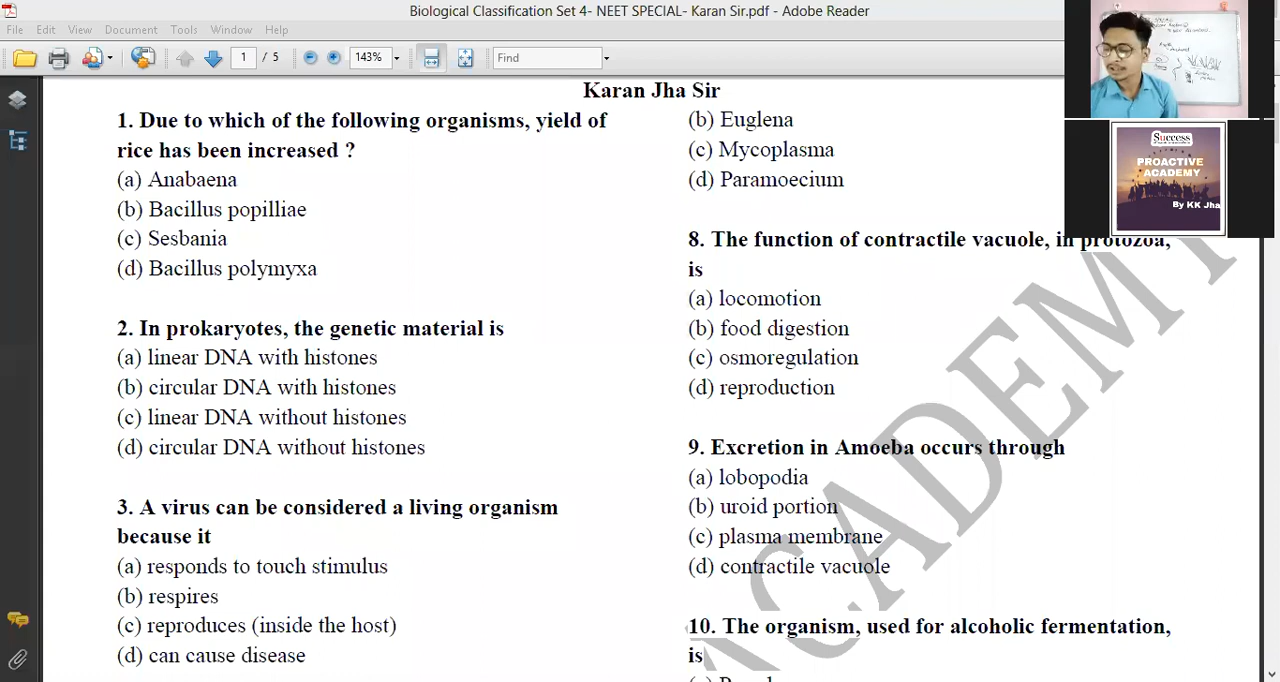 Biological Classification Set 4- NEET SPECIAL- Karan Sir.pdf - Adobe Reader
File Edit View Document Tools Window Help
1 / 5 143% Find
Karan Jha Sir
1. Due to which of the following organisms, yield of
rice has been increased ?
(a) Anabaena
(b) Bacillus popilliae
(c) Sesbania
(d) Bacillus polymyxa
2. In prokaryotes, the genetic material is
(a) linear DNA with histones
(b) circular DNA with histones
(c) linear DNA without histones
(d) circular DNA without histones
3. A virus can be considered a living organism
because it
(a) responds to touch stimulus
(b) respires
(c) reproduces (inside the host)
(d) can cause disease
(b) Euglena
(c) Mycoplasma
(d) Paramoecium
8. The function of contractile vacuole, in protozoa,
is
(a) locomotion
(b) food digestion
(c) osmoregulation
(d) reproduction
9. Excretion in Amoeba occurs through
(a) lobopodia
(b) uroid portion
(c) plasma membrane
(d) contractile vacuole
10. The organism, used for alcoholic fermentation,
is
ACADEMY
Success
PROACTIVE
ACADEMY
By KK Jha